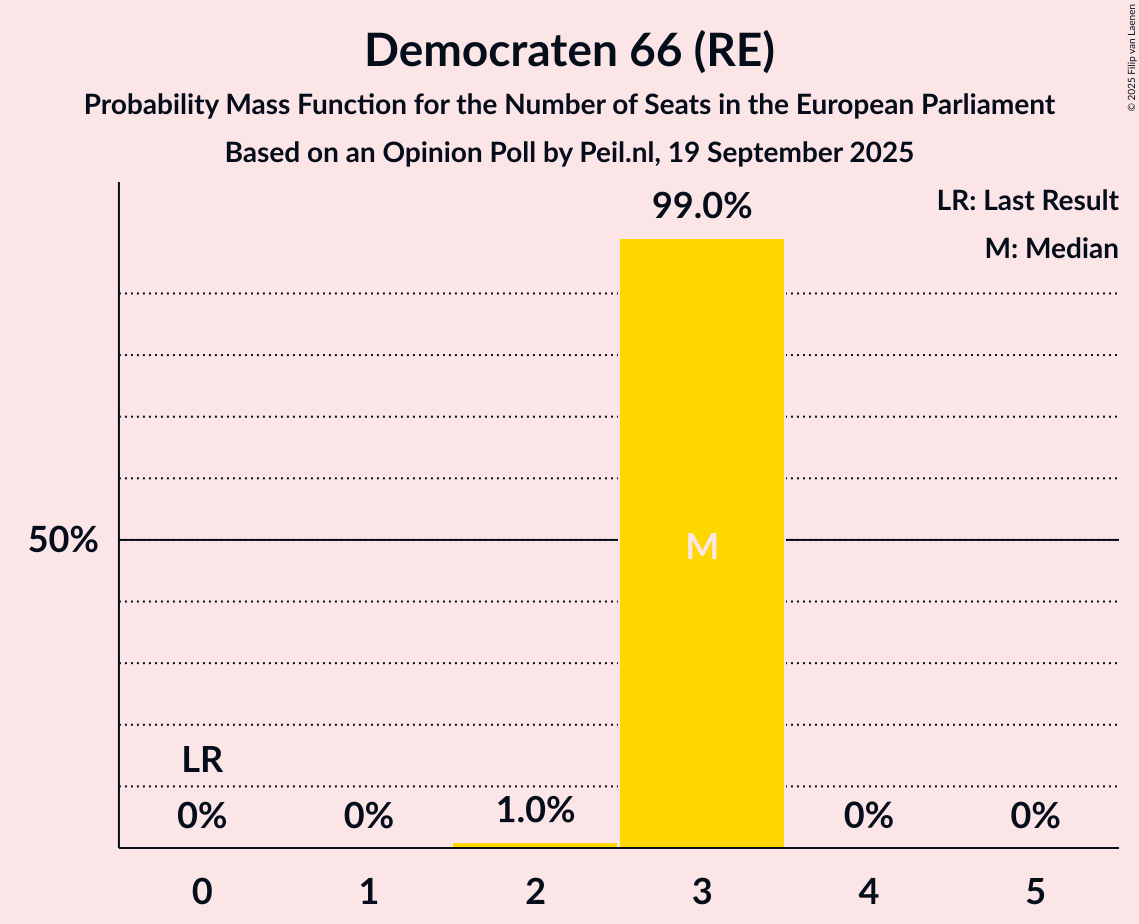 Democraten 66 (RE)
Probability Mass Function for the Number of Seats in the European Parliament
Based on an Opinion Poll by Peil.nl, 19 September 2025
© 2025 Filip van Laenen
LR: Last Result
M: Median
99.0%
50%
M
LR
0%
0%
1.0%
0%
0%
0
1
2
3
4
5